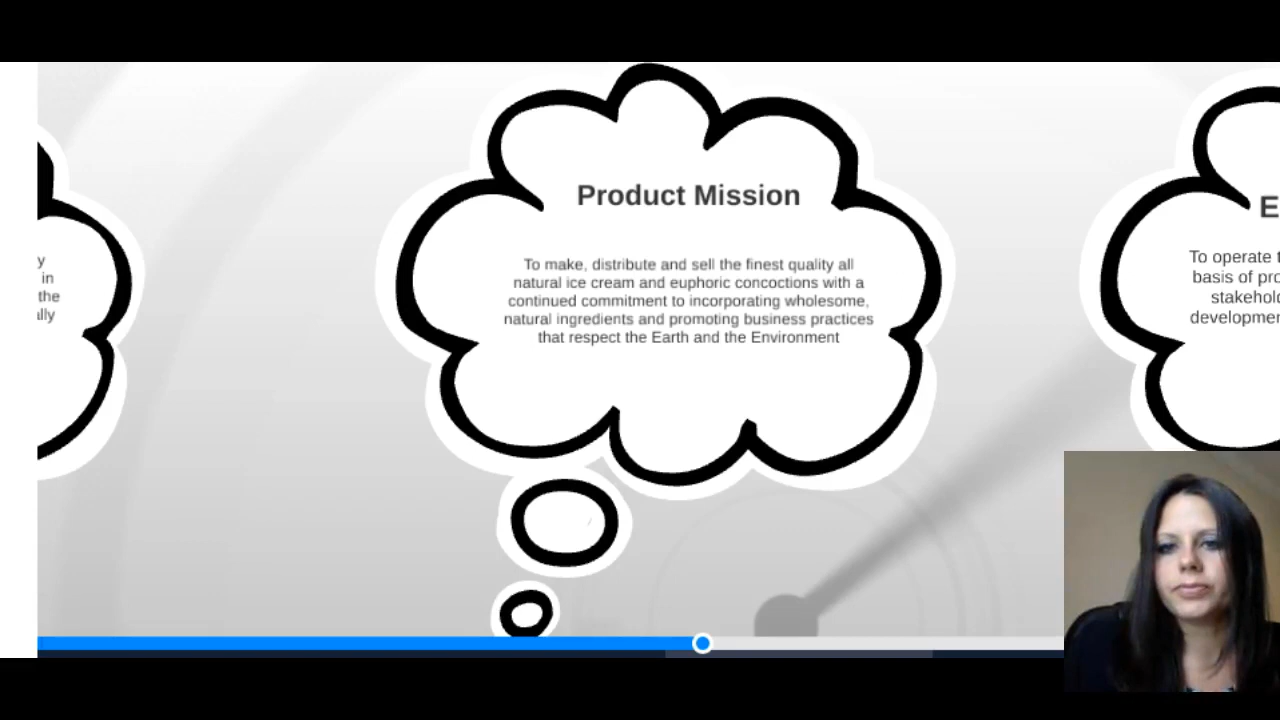 y
in
the
ally
Product Mission
To make, distribute and sell the finest quality all
natural ice cream and euphoric concoctions with a
continued commitment to incorporating wholesome,
natural ingredients and promoting business practices
that respect the Earth and the Environment
E
To operate t
basis of pro
stakehol
developmen